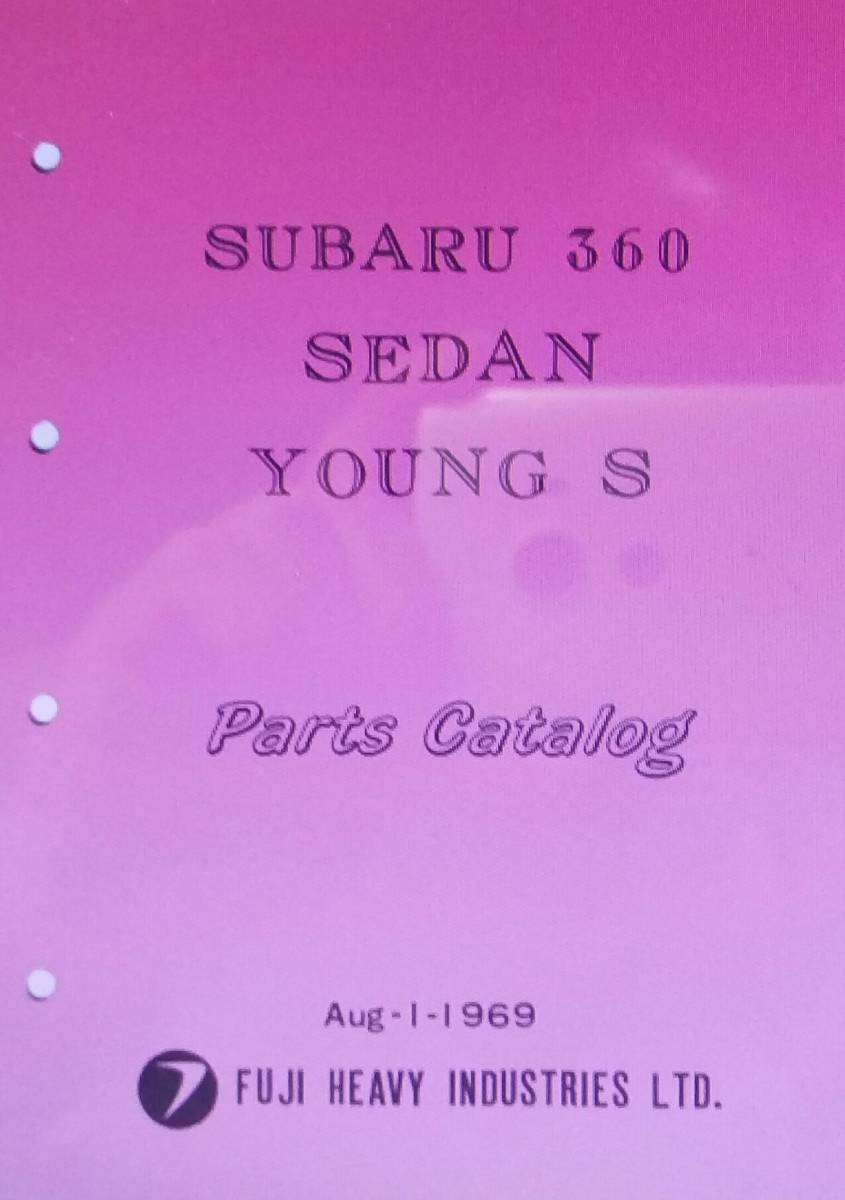 SUBARU 360
SEDAN
YOUNG S
Parts Catalog
Aug-1-1969
FUJI HEAVY INDUSTRIES LTD.